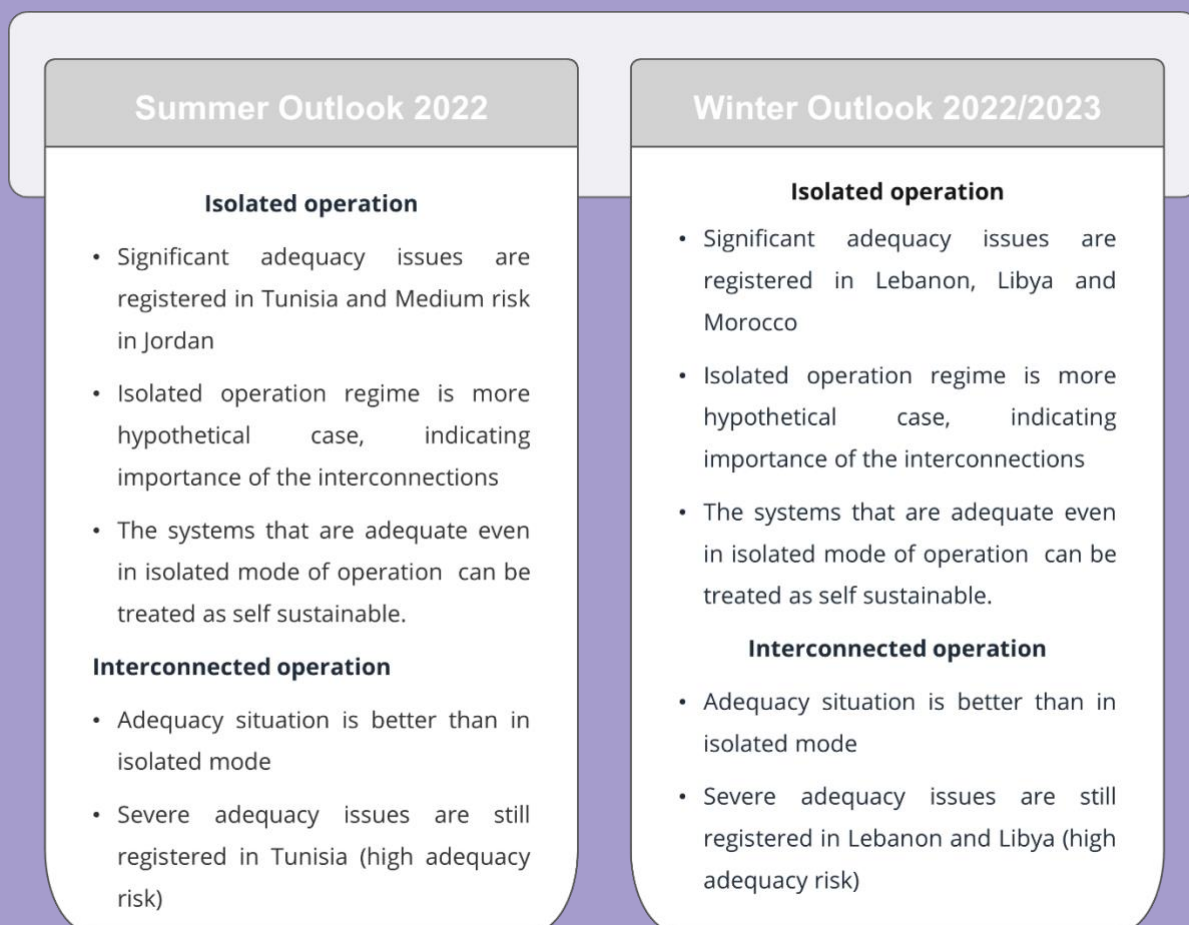 Summer Outlook 2022
Isolated operation
• Significant adequacy issues are
registered in Tunisia and Medium risk
in Jordan
• Isolated operation regime is more
hypothetical case, indicating
importance of the interconnections
• The systems that are adequate even
in isolated mode of operation can be
treated as self sustainable.
Interconnected operation
• Adequacy situation is better than in
isolated mode
• Severe adequacy issues are still
registered in Tunisia (high adequacy
risk)
Winter Outlook 2022/2023
Isolated operation
• Significant adequacy issues are
registered in Lebanon, Libya and
Morocco
• Isolated operation regime is more
hypothetical case, indicating
importance of the interconnections
• The systems that are adequate even
in isolated mode of operation can be
treated as self sustainable.
Interconnected operation
• Adequacy situation is better than in
isolated mode
• Severe adequacy issues are still
registered in Lebanon and Libya (high
adequacy risk)